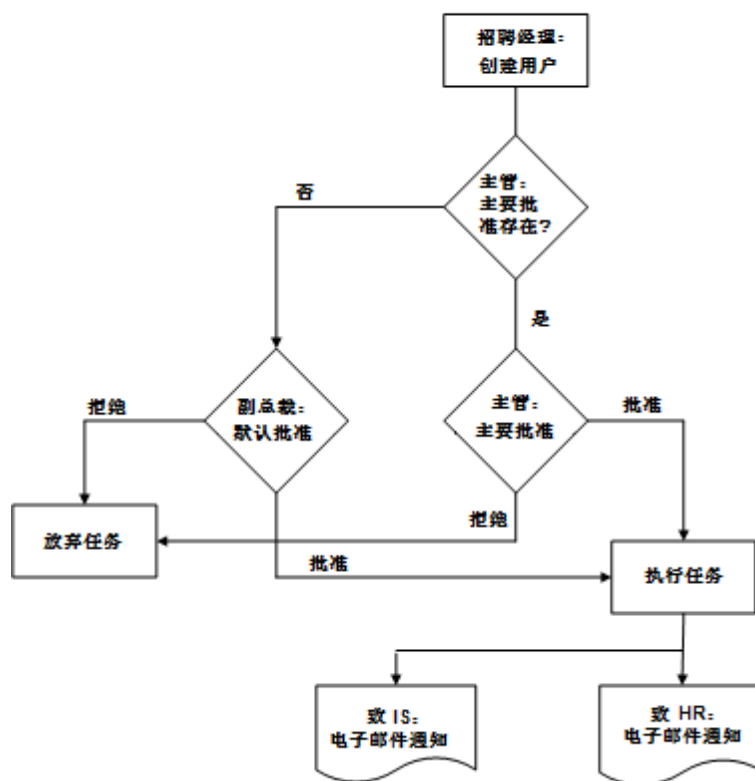 招聘经理：
创建用户
主管：
主要批
准存在?
否
是
副总裁：
默认批准
主管：
主要批准
拒绝
批准
放弃任务
拒绝
批准
执行任务
致 IS：
电子邮件通知
致 HR：
电子邮件通知